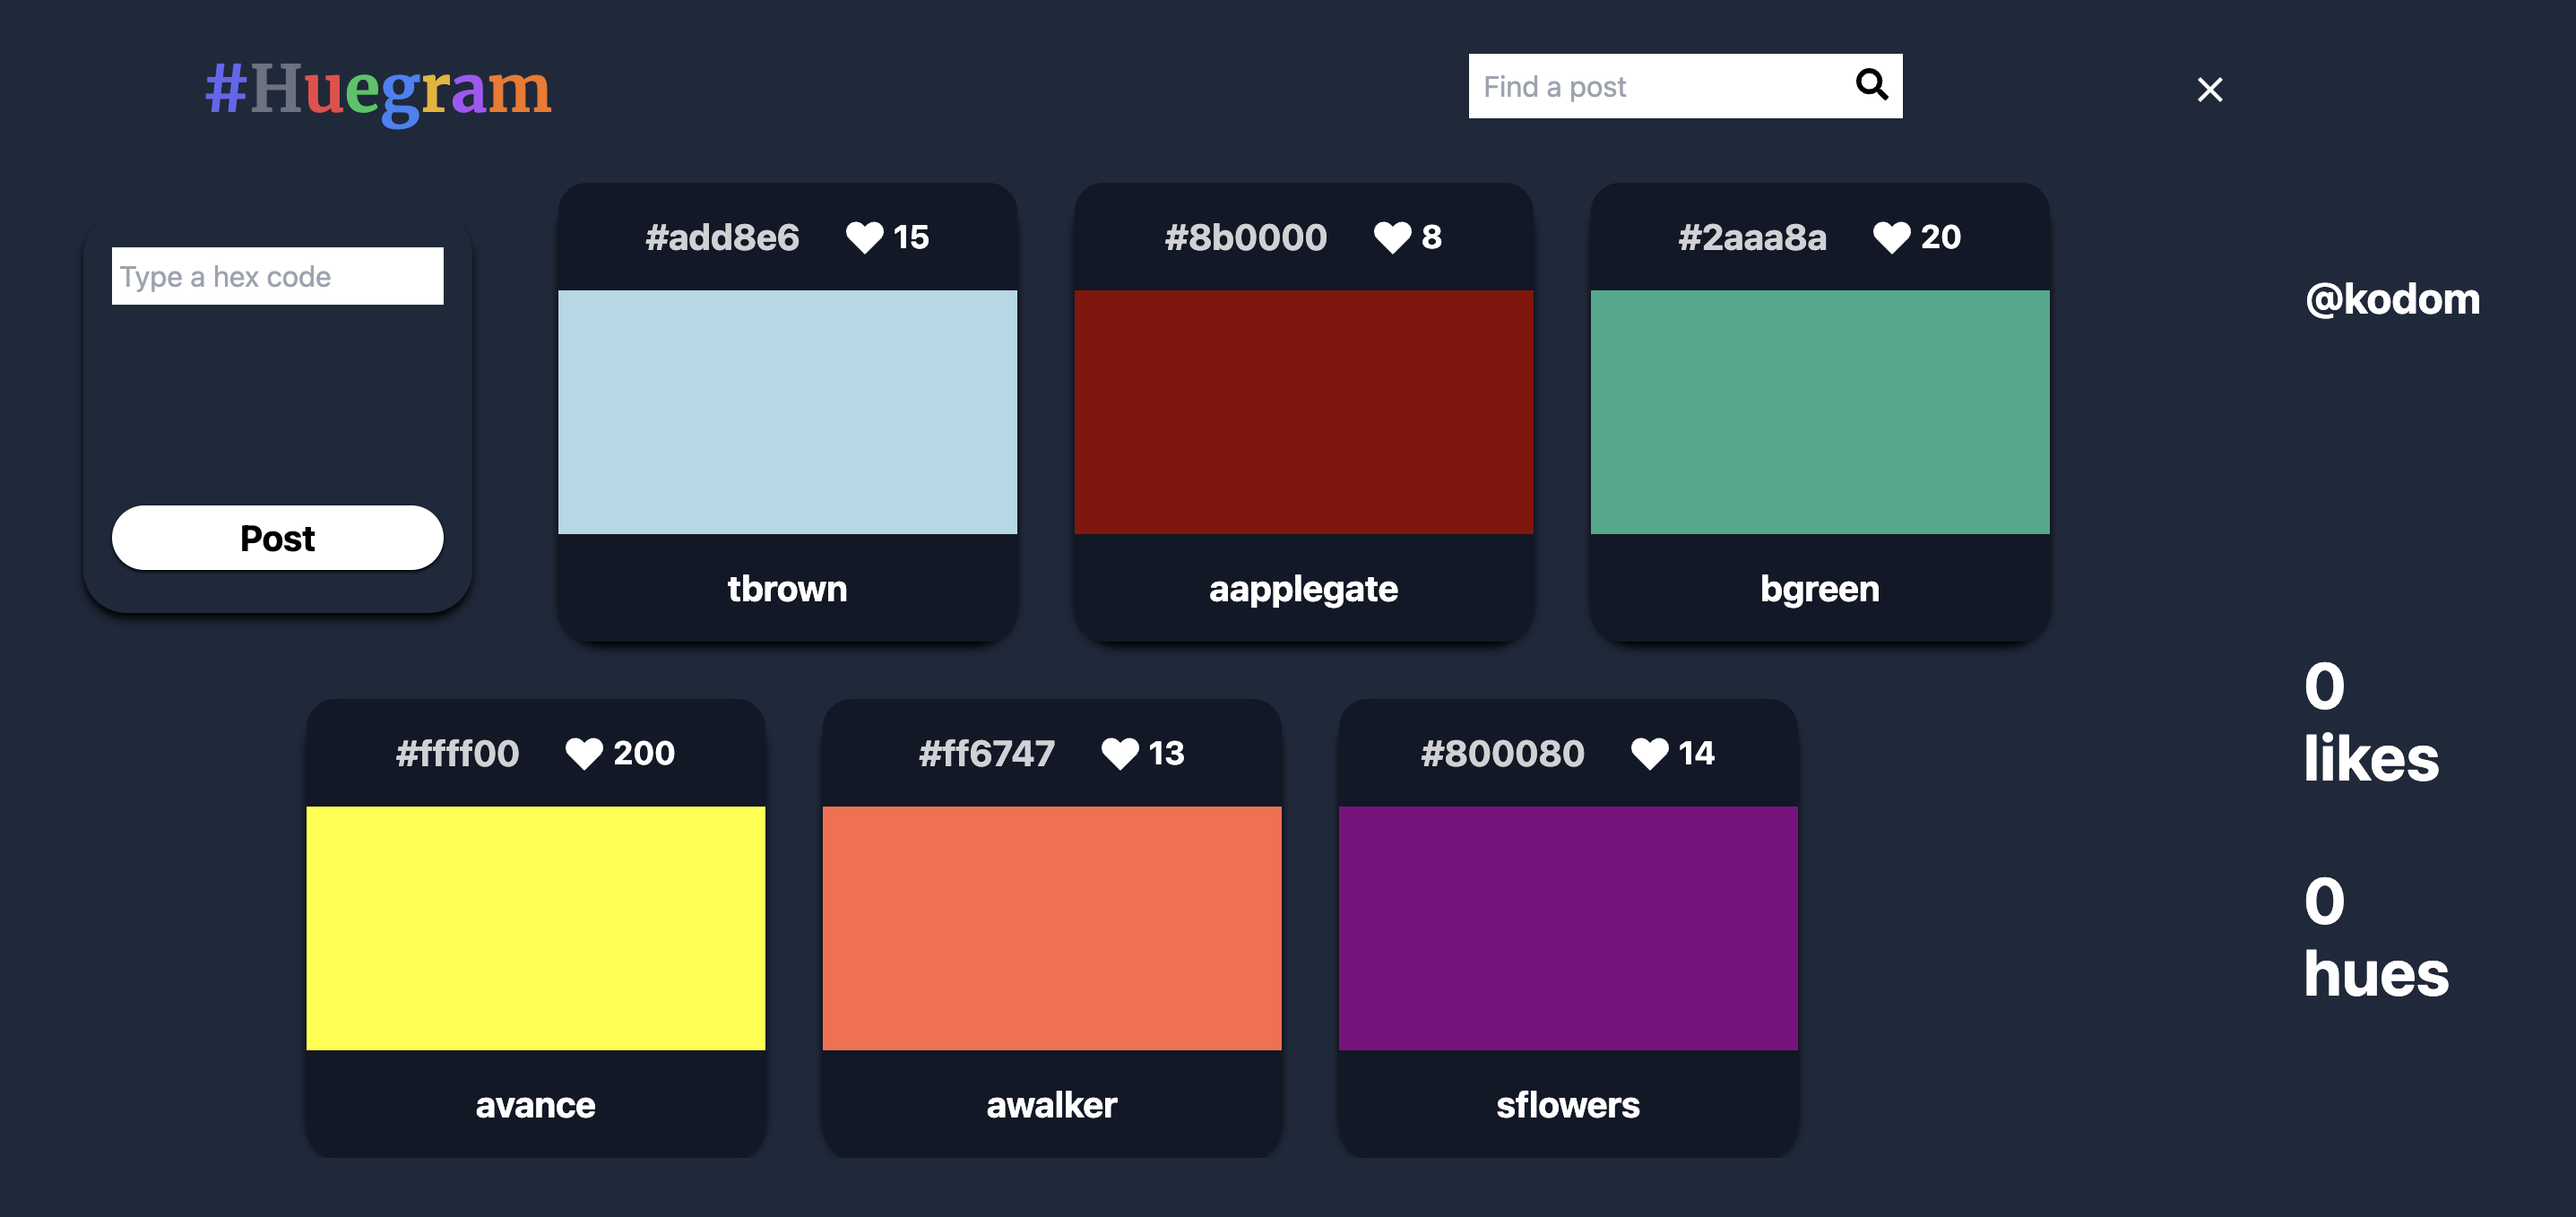 #Huegram
Find a post
Type a hex code
Post
#add8e6 15
tbrown
#8b0000 8
aapplegate
#2aaa8a 20
bgreen
#ffff00 200
avance
#ff6747 13
awalker
#800080 14
sflowers
@kodom
0
likes
0
hues